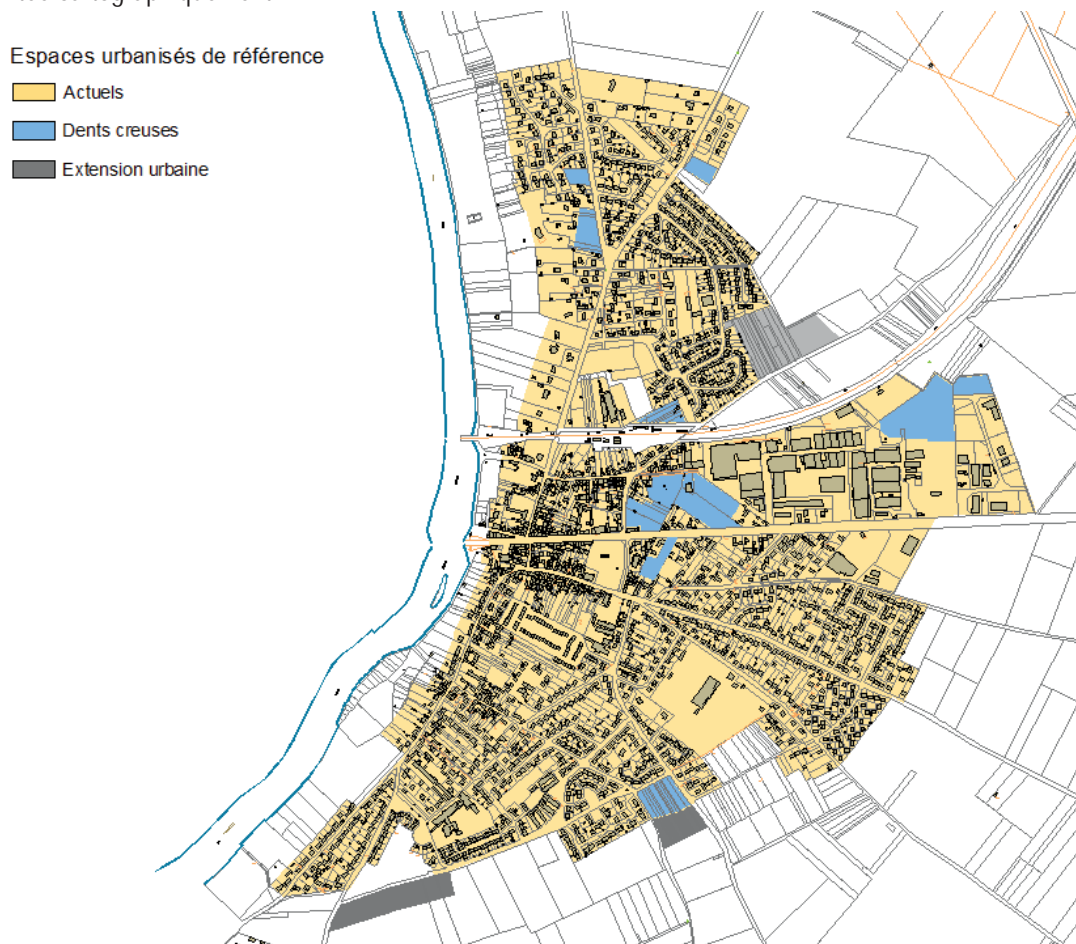 Espaces urbanisés de référence
Actuels
Dents creuses
Extension urbaine